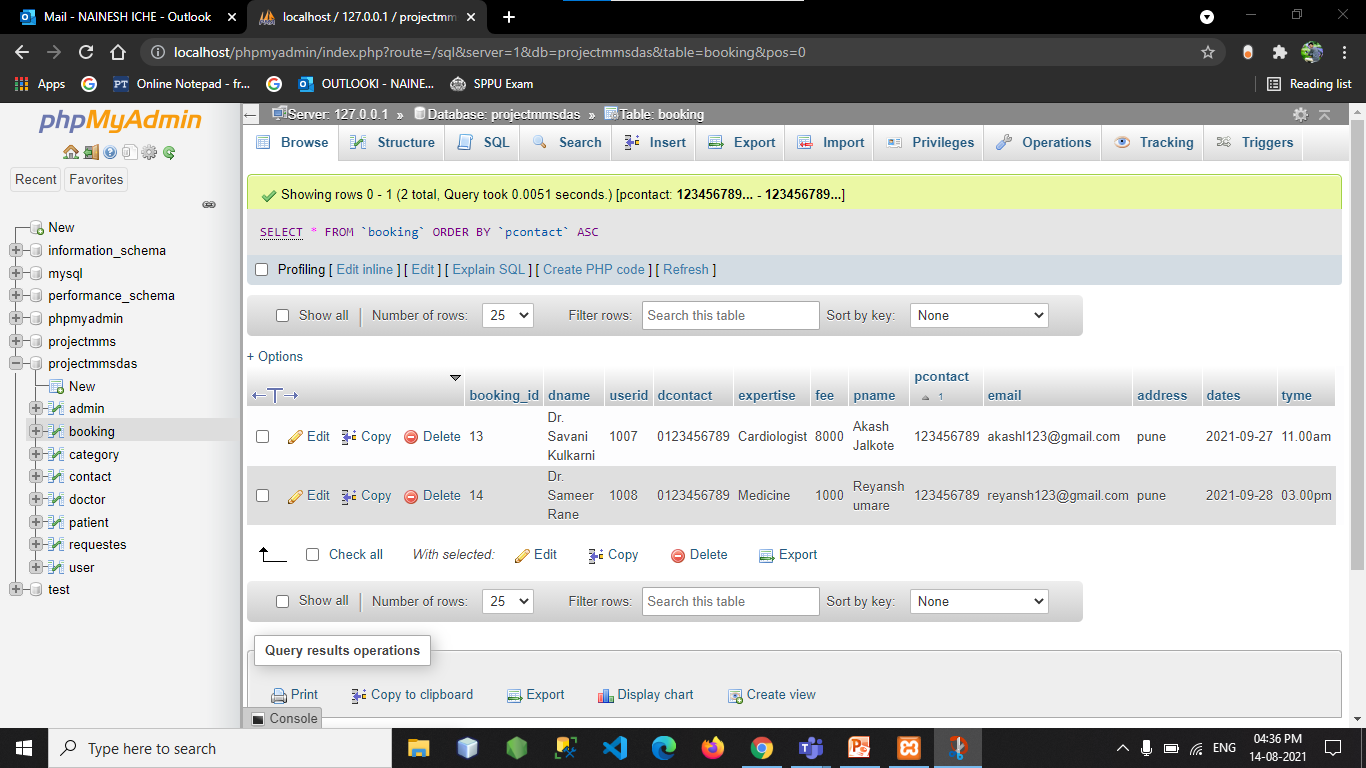 Mail - NAINESH ICHE - Outlook
localhost / 127.0.0.1 / projectmm
localhost/phpmyadmin/index.php?route=/sql&server=1&db=projectmmsdas&table=booking&pos=0
Apps
PT Online Notepad - fr...
OUTLOOKI - NAINE...
SPPU Exam
Reading list
phpMyAdmin
Recent Favorites
New
information_schema
mysql
performance_schema
phpmyadmin
projectmms
projectmmsdas
New
admin
booking
category
contact
doctor
patient
requestes
user
test
Server: 127.0.0.1 » Database: projectmmsdas » Table: booking
Browse Structure SQL Search Insert Export Import Privileges Operations Tracking Triggers
Showing rows 0 - 1 (2 total, Query took 0.0051 seconds.) [pcontact: 123456789... - 123456789...]
SELECT * FROM `booking` ORDER BY `pcontact` ASC
Profiling [ Edit inline ] [ Edit ] [ Explain SQL ] [ Create PHP code ] [ Refresh ]
Show all | Number of rows: 25 Filter rows: Search this table Sort by key: None
+ Options
booking_id dname userid dcontact expertise fee pname pcontact 1 email address dates tyme
Edit Copy Delete 13 Dr. Savani Kulkarni 1007 0123456789 Cardiologist 8000 Akash Jalkote 123456789 akashl123@gmail.com pune 2021-09-27 11.00am
Edit Copy Delete 14 Dr. Sameer Rane 1008 0123456789 Medicine 1000 Reyansh umare 123456789 reyansh123@gmail.com pune 2021-09-28 03.00pm
Check all With selected: Edit Copy Delete Export
Show all | Number of rows: 25 Filter rows: Search this table Sort by key: None
Query results operations
Print Copy to clipboard Export Display chart Create view
Console
Type here to search
ENG
04:36 PM
14-08-2021